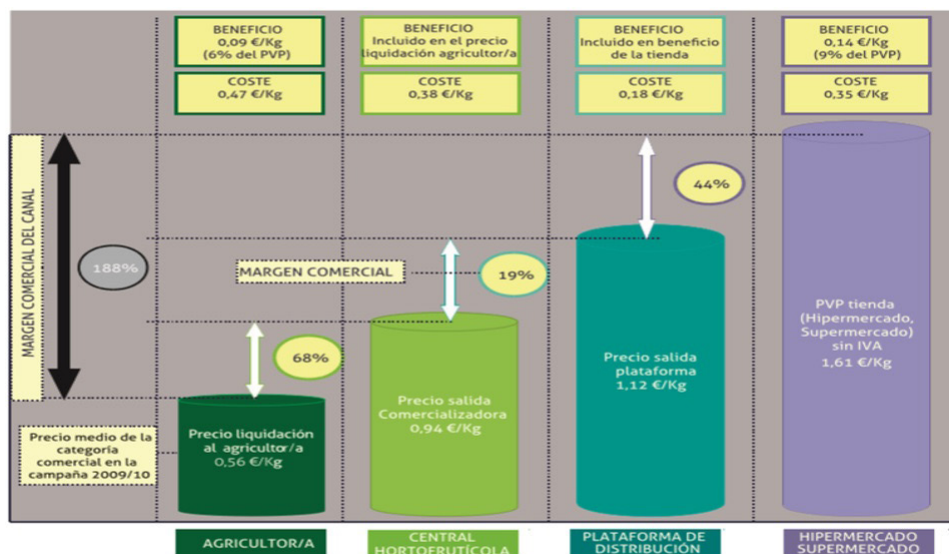 BENEFICIO
0,09 €/Kg
(6% del PVP)
COSTE
0,47 €/Kg
BENEFICIO
Incluido en el precio
liquidación agricultor/a
COSTE
0,38 €/Kg
BENEFICIO
Incluido en beneficio
de la tienda
COSTE
0,18 €/Kg
BENEFICIO
0,14 €/Kg
(9% del PVP)
COSTE
0,35 €/Kg
MARGEN COMERCIAL DEL CANAL
188%
MARGEN COMERCIAL
68%
19%
44%
Precio medio de la
categoría
comercial en la
campaña 2009/10
Precio liquidación
al agricultor/a
0,56 €/Kg
Precio salida
Comercializadora
0,94 €/Kg
Precio salida
plataforma
1,12 €/Kg
PVP tienda
(Hipermercado,
Supermercado)
sin IVA
1,61 €/Kg
AGRICULTOR/A
CENTRAL
HORTOFRUTÍCOLA
PLATAFORMA DE
DISTRIBUCIÓN
HIPERMERCADO
SUPERMERCADO